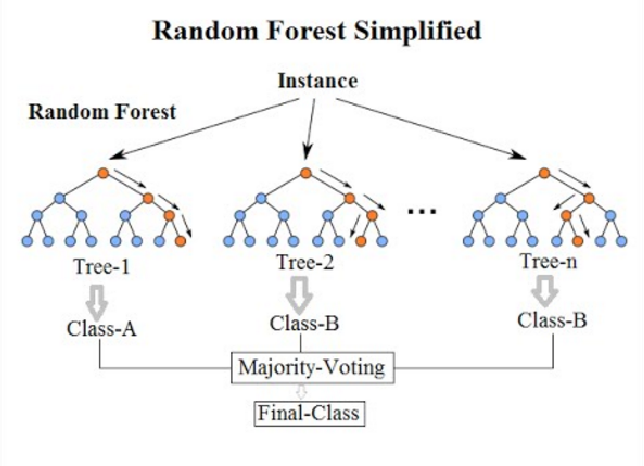 Random Forest Simplified
Instance
Random Forest
...
Tree-1
Tree-2
Tree-n
Class-A
Class-B
Class-B
Majority-Voting
Final-Class